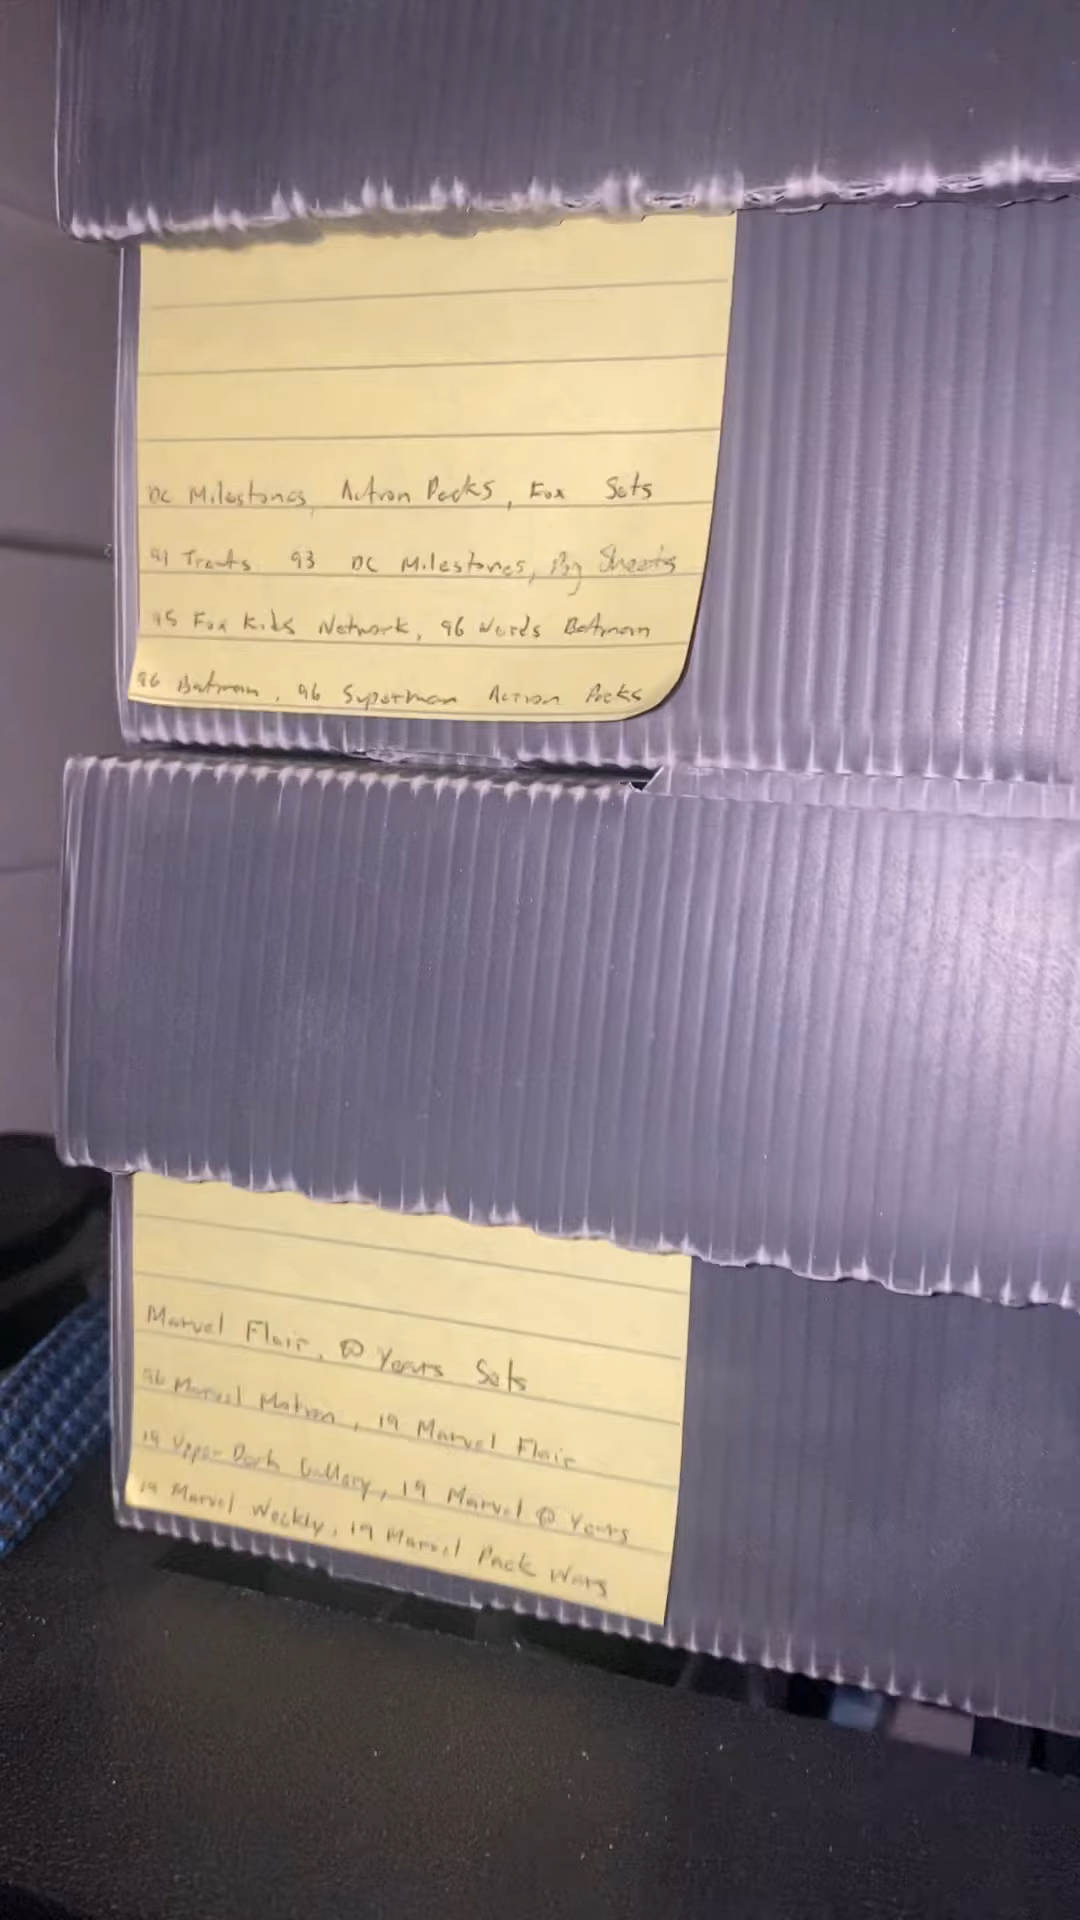 DC Milestones, Action Packs, Fox Sets
91 Treats 93 DC Milestones, Big Sheets
95 Fox Kids Network, 96 Words Batman
96 Batman, 96 Superman Action Packs
Marvel Flair, @ Years Sets
96 Marvel Motion, 19 Marvel Flair
19 Upper Deck Gallery, 19 Marvel @ Years
19 Marvel Weekly, 19 Marvel Pack Wars